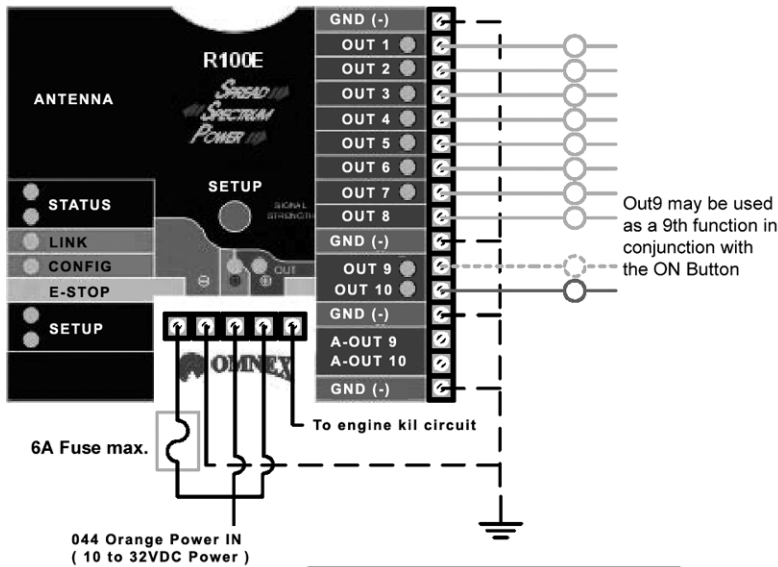 R100E
SPREAD
SPECTRUM
POWER
ANTENNA
SETUP
SIGNAL
STRENGTH
OUT
STATUS
LINK
CONFIG
E-STOP
SETUP
OMNEX
GND (-)
OUT 1
OUT 2
OUT 3
OUT 4
OUT 5
OUT 6
OUT 7
OUT 8
GND (-)
OUT 9
OUT 10
GND (-)
A-OUT 9
A-OUT 10
GND (-)
Out9 may be used
as a 9th function in
conjunction with
the ON Button
To engine kil circuit
6A Fuse max.
044 Orange Power IN
( 10 to 32VDC Power )